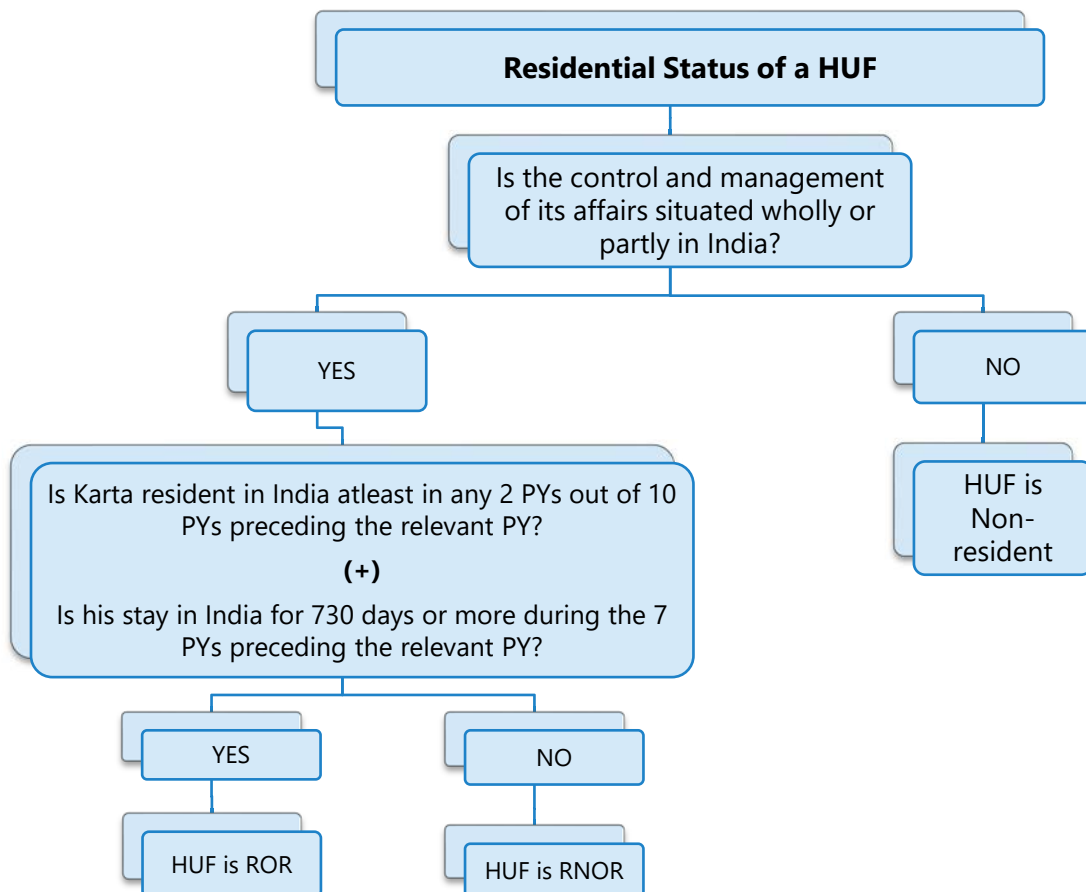 Residential Status of a HUF
Is the control and management
of its affairs situated wholly or
partly in India?
YES
NO
Is Karta resident in India atleast in any 2 PYs out of 10
PYs preceding the relevant PY?
(+)
Is his stay in India for 730 days or more during the 7
PYs preceding the relevant PY?
HUF is
Non-
resident
YES
NO
HUF is ROR
HUF is RNOR